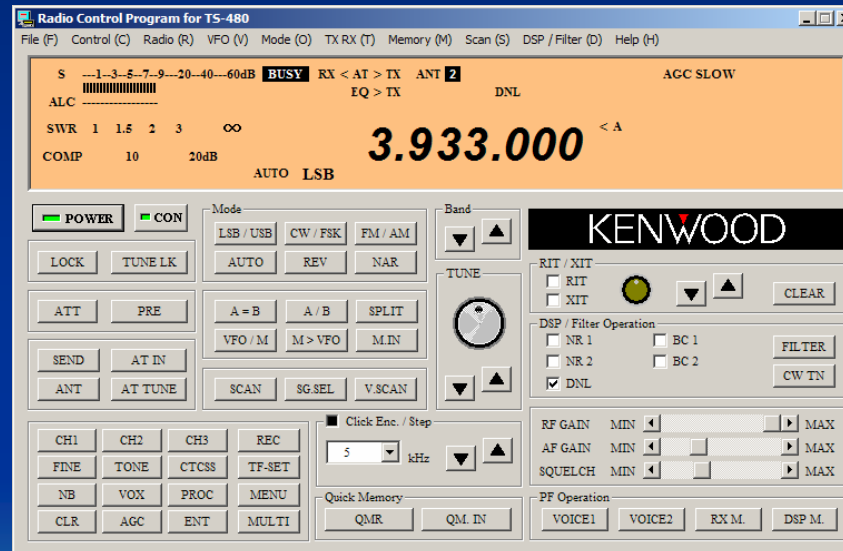 Radio Control Program for TS-480
File (F) Control (C) Radio (R) VFO (V) Mode (O) TX RX (T) Memory (M) Scan (S) DSP / Filter (D) Help (H)
S ---1--3--5--7--9---20--40---60dB BUSY RX < AT > TX ANT 2 AGC SLOW
EQ > TX DNL
ALC ------------------
SWR 1 1.5 2 3 ∞
3.933.000 < A
COMP 10 20dB
AUTO LSB
POWER CON
LOCK TUNE LK
ATT PRE
SEND AT IN
ANT AT TUNE
Mode
LSB / USB CW / FSK FM / AM
AUTO REV NAR
A = B A / B SPLIT
VFO / M M > VFO M.IN
SCAN SG.SEL V.SCAN
Band
TUNE
KENWOOD
RIT / XIT
RIT
XIT
CLEAR
DSP / Filter Operation
NR 1 BC 1 FILTER
NR 2 BC 2
DNL CW TN
CH1 CH2 CH3 REC
FINE TONE CTCSS TF-SET
NB VOX PROC MENU
CLR AGC ENT MULTI
Click Enc. / Step
5 kHz
Quick Memory
QMR QM. IN
RF GAIN MIN MAX
AF GAIN MIN MAX
SQUELCH MIN MAX
PF Operation
VOICE1 VOICE2 RX M. DSP M.